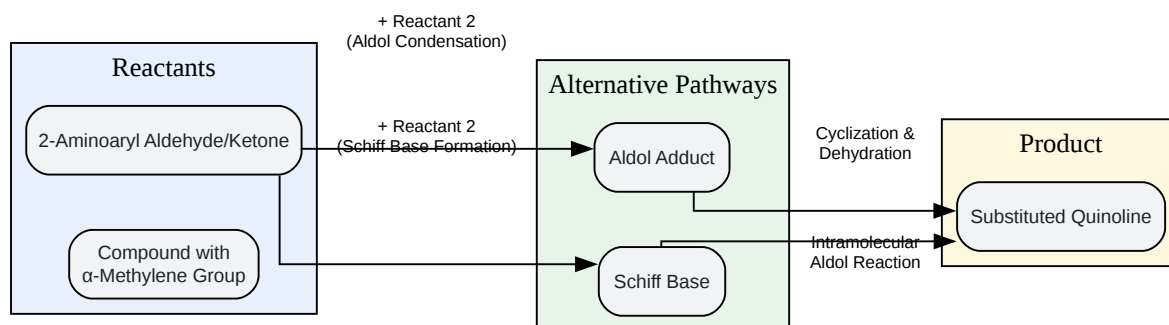 + Reactant 2
(Aldol Condensation)
Reactants
2-Aminoaryl Aldehyde/Ketone
Compound with
α-Methylene Group
+ Reactant 2
(Schiff Base Formation)
Alternative Pathways
Aldol Adduct
Schiff Base
Cyclization &
Dehydration
Intramolecular
Aldol Reaction
Product
Substituted Quinoline